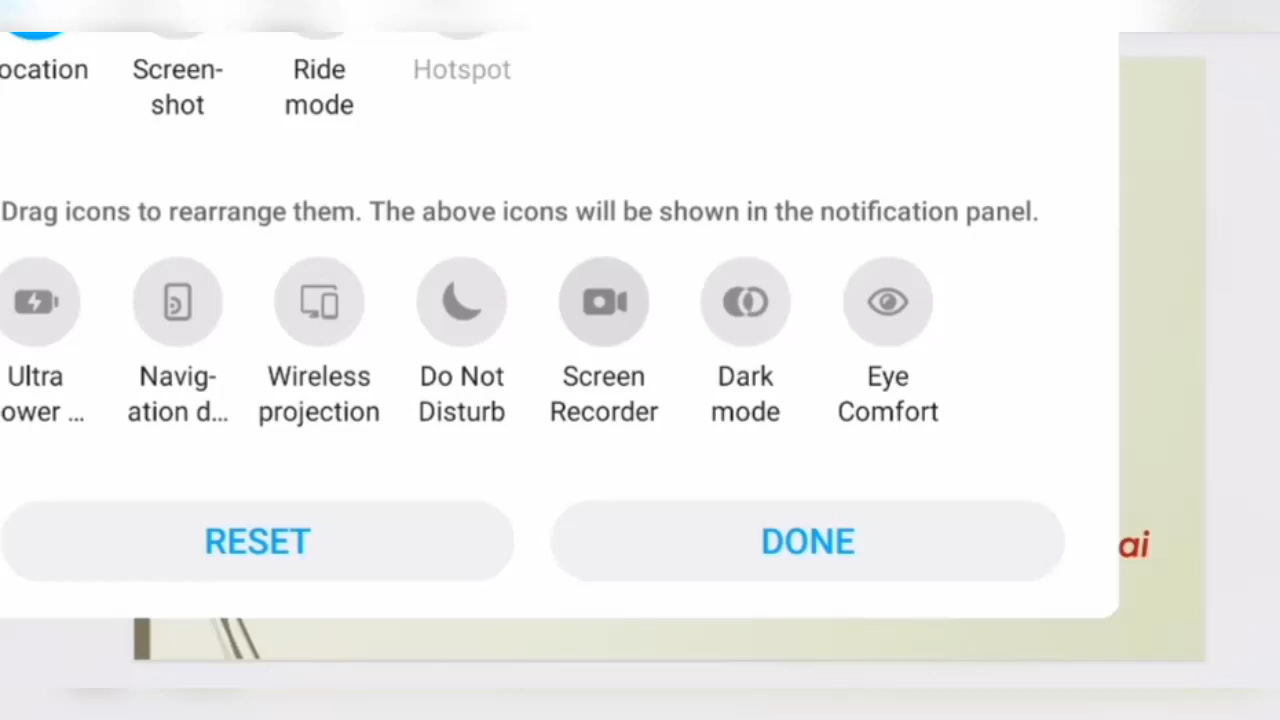 ocation Screen- Ride Hotspot
shot mode
Drag icons to rearrange them. The above icons will be shown in the notification panel.
Ultra Navig- Wireless Do Not Screen Dark Eye
ower ... ation d... projection Disturb Recorder mode Comfort
RESET DONE
ai